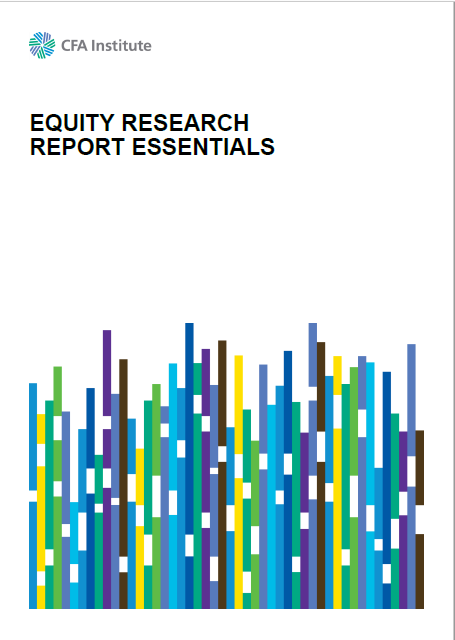 CFA Institute
EQUITY RESEARCH
REPORT ESSENTIALS